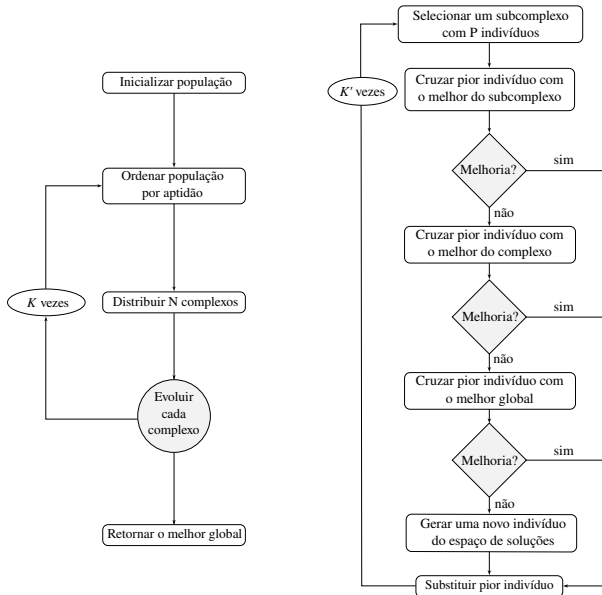 Inicializar população
Ordenar população
por aptidão
K vezes
Distribuir N complexos
Evoluir
cada
complexo
Retornar o melhor global
Selecionar um subcomplexo
com P indivíduos
K' vezes
Cruzar pior indivíduo com
o melhor do subcomplexo
Melhoria?
sim
não
Cruzar pior indivíduo com
o melhor do complexo
Melhoria?
sim
não
Cruzar pior indivíduo com
o melhor global
Melhoria?
sim
não
Gerar uma novo indivíduo
do espaço de soluções
Substituir pior indivíduo